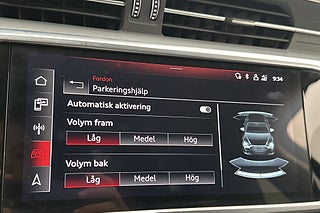 9:34
Fordon
Parkeringshjälp
Automatisk aktivering
Volym fram
Låg Medel Hög
Volym bak
Låg Medel Hög